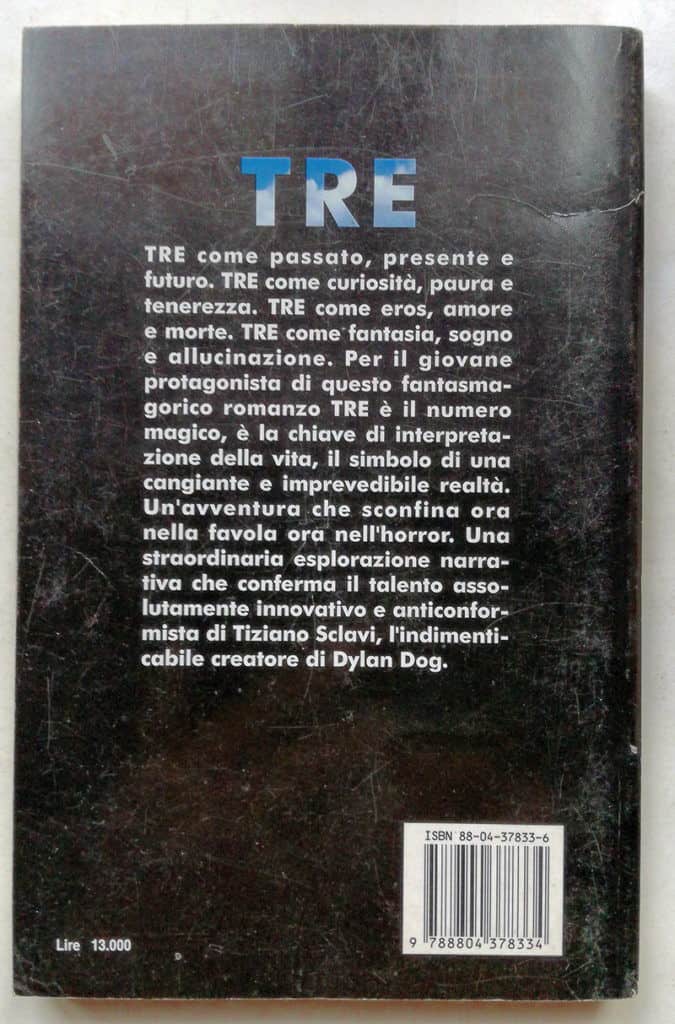 TRE
TRE come passato, presente e
futuro. TRE come curiosità, paura e
tenerezza. TRE come eros, amore
e morte. TRE come fantasia, sogno
e allucinazione. Per il giovane
protagonista di questo fantasma-
gorico romanzo TRE è il numero
magico, è la chiave di interpreta-
zione della vita, il simbolo di una
cangiante e imprevedibile realtà.
Un'avventura che sconfina ora
nella favola ora nell'horror. Una
straordinaria esplorazione narra-
tiva che conferma il talento asso-
lutamente innovativo e anticonfor-
mista di Tiziano Sclavi, l'indimenti-
cabile creatore di Dylan Dog.
ISBN 88-04-37833-6
9 788804 378334
Lire 13.000